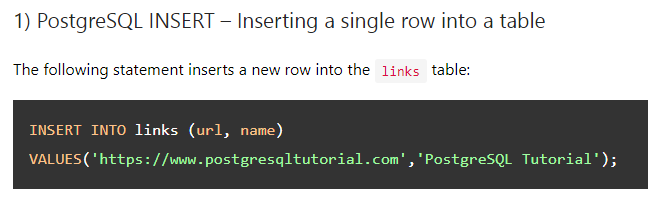 1) PostgreSQL INSERT – Inserting a single row into a table
The following statement inserts a new row into the links table:
INSERT INTO links (url, name)
VALUES('https://www.postgresqltutorial.com','PostgreSQL Tutorial');